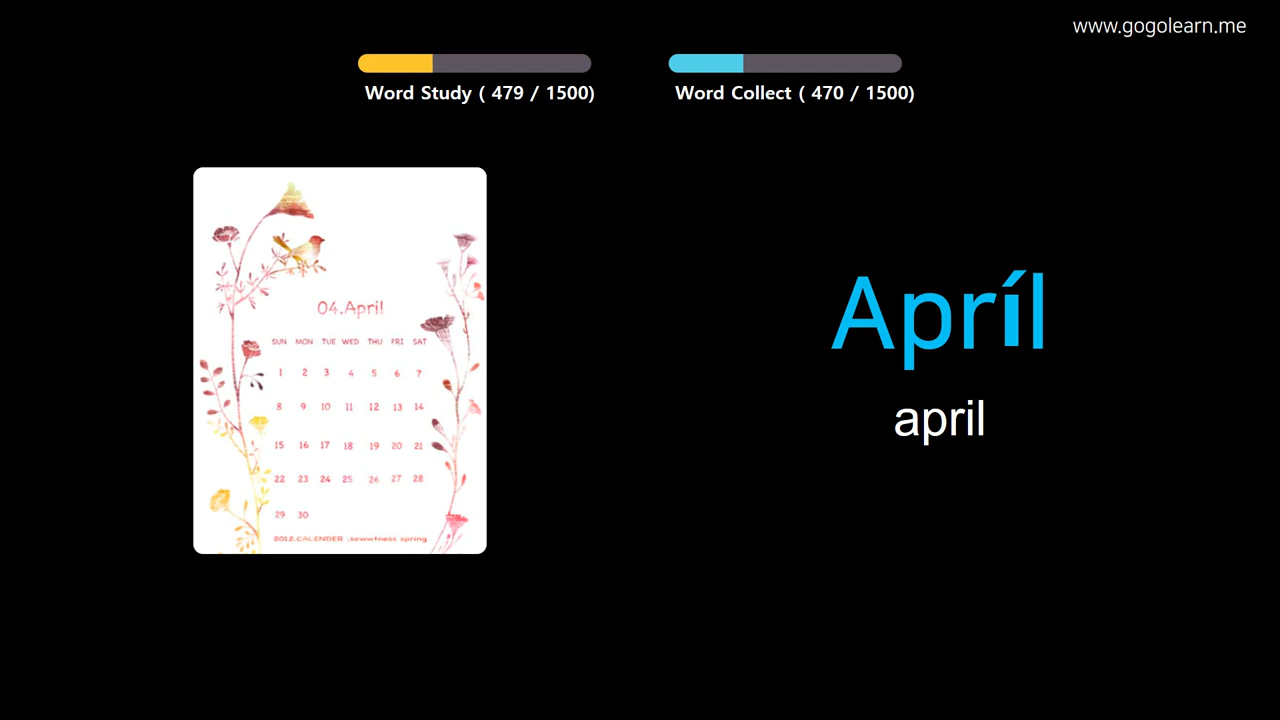 www.gogolearn.me
Word Study ( 479 / 1500)
Word Collect ( 470 / 1500)
04.April
SUN MON TUE WED THU FRI SAT
1 2 3 4 5 6 7
8 9 10 11 12 13 14
15 16 17 18 19 20 21
22 23 24 25 26 27 28
29 30
2012.CALENDER .sewwtness spring
Apríl
april